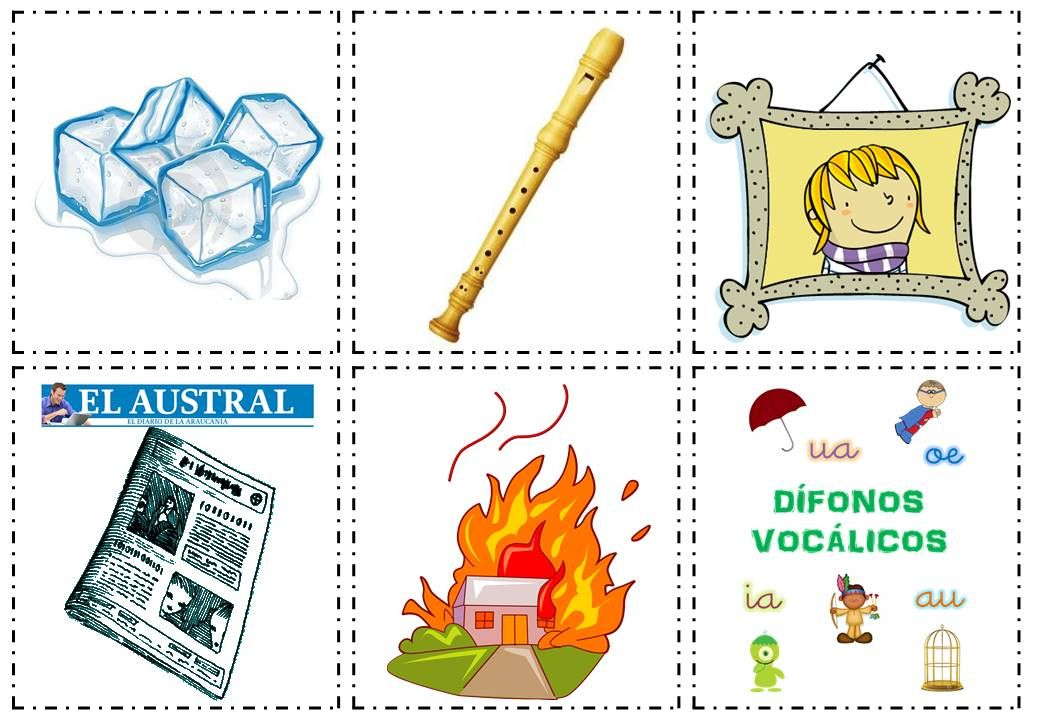 EL AUSTRAL
EL DIARIO DE LA ARAUCANÍA
ua
oe
DÍFONOS
VOCÁLICOS
ia
au